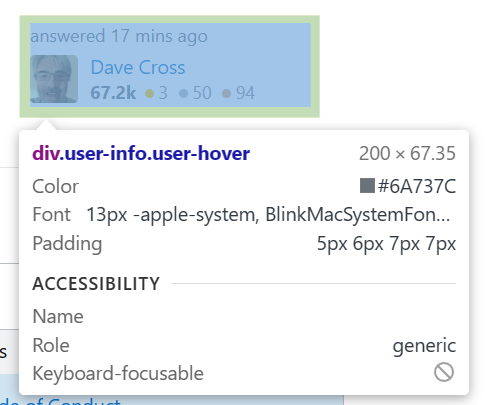 answered 17 mins ago
Dave Cross
67.2k 3 50 94
div.user-info.user-hover 200 × 67.35
Color #6A737C
Font 13px -apple-system, BlinkMacSystemFon...
Padding 5px 6px 7px 7px
ACCESSIBILITY
Name
Role generic
s
Keyboard-focusable
de of Conduct